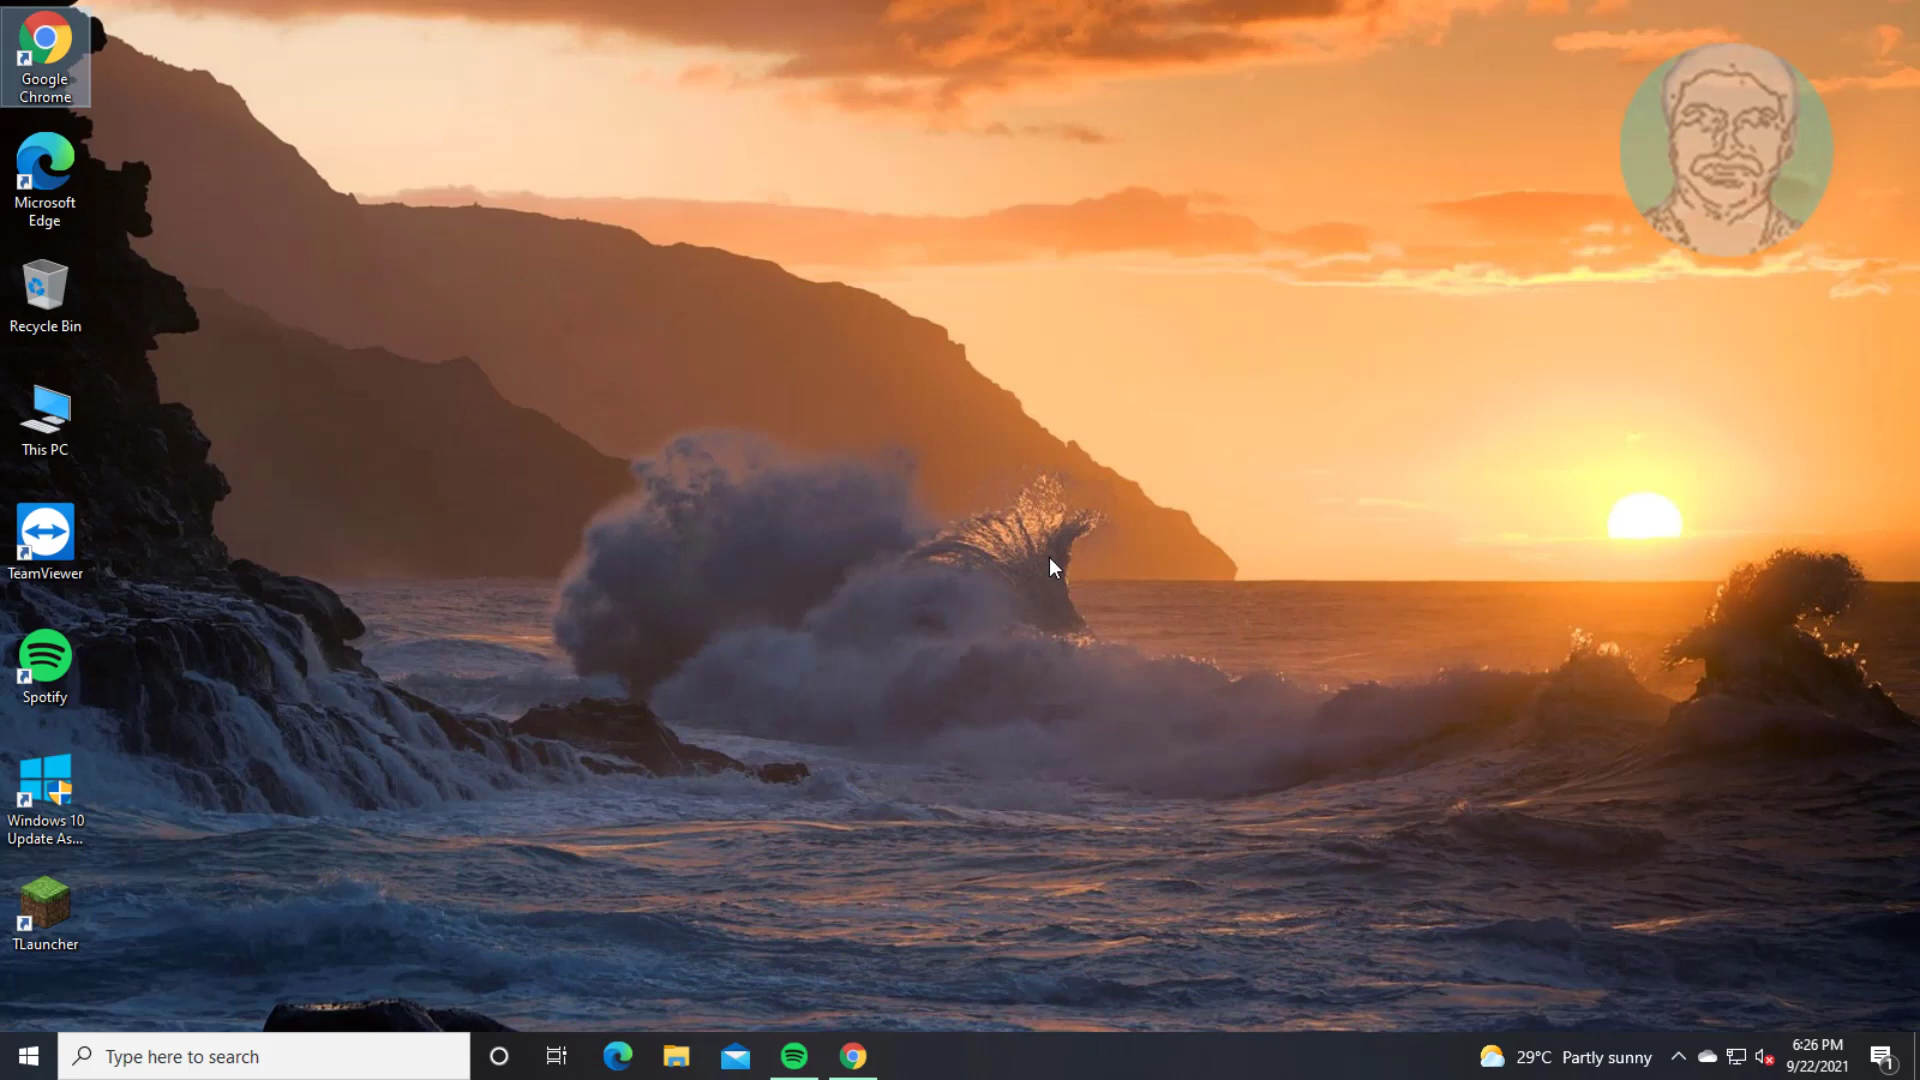 Google
Chrome
Microsoft
Edge
Recycle Bin
This PC
TeamViewer
Spotify
Windows 10
Update As...
TLauncher
Type here to search
29°C Partly sunny
6:26 PM
9/22/2021
1